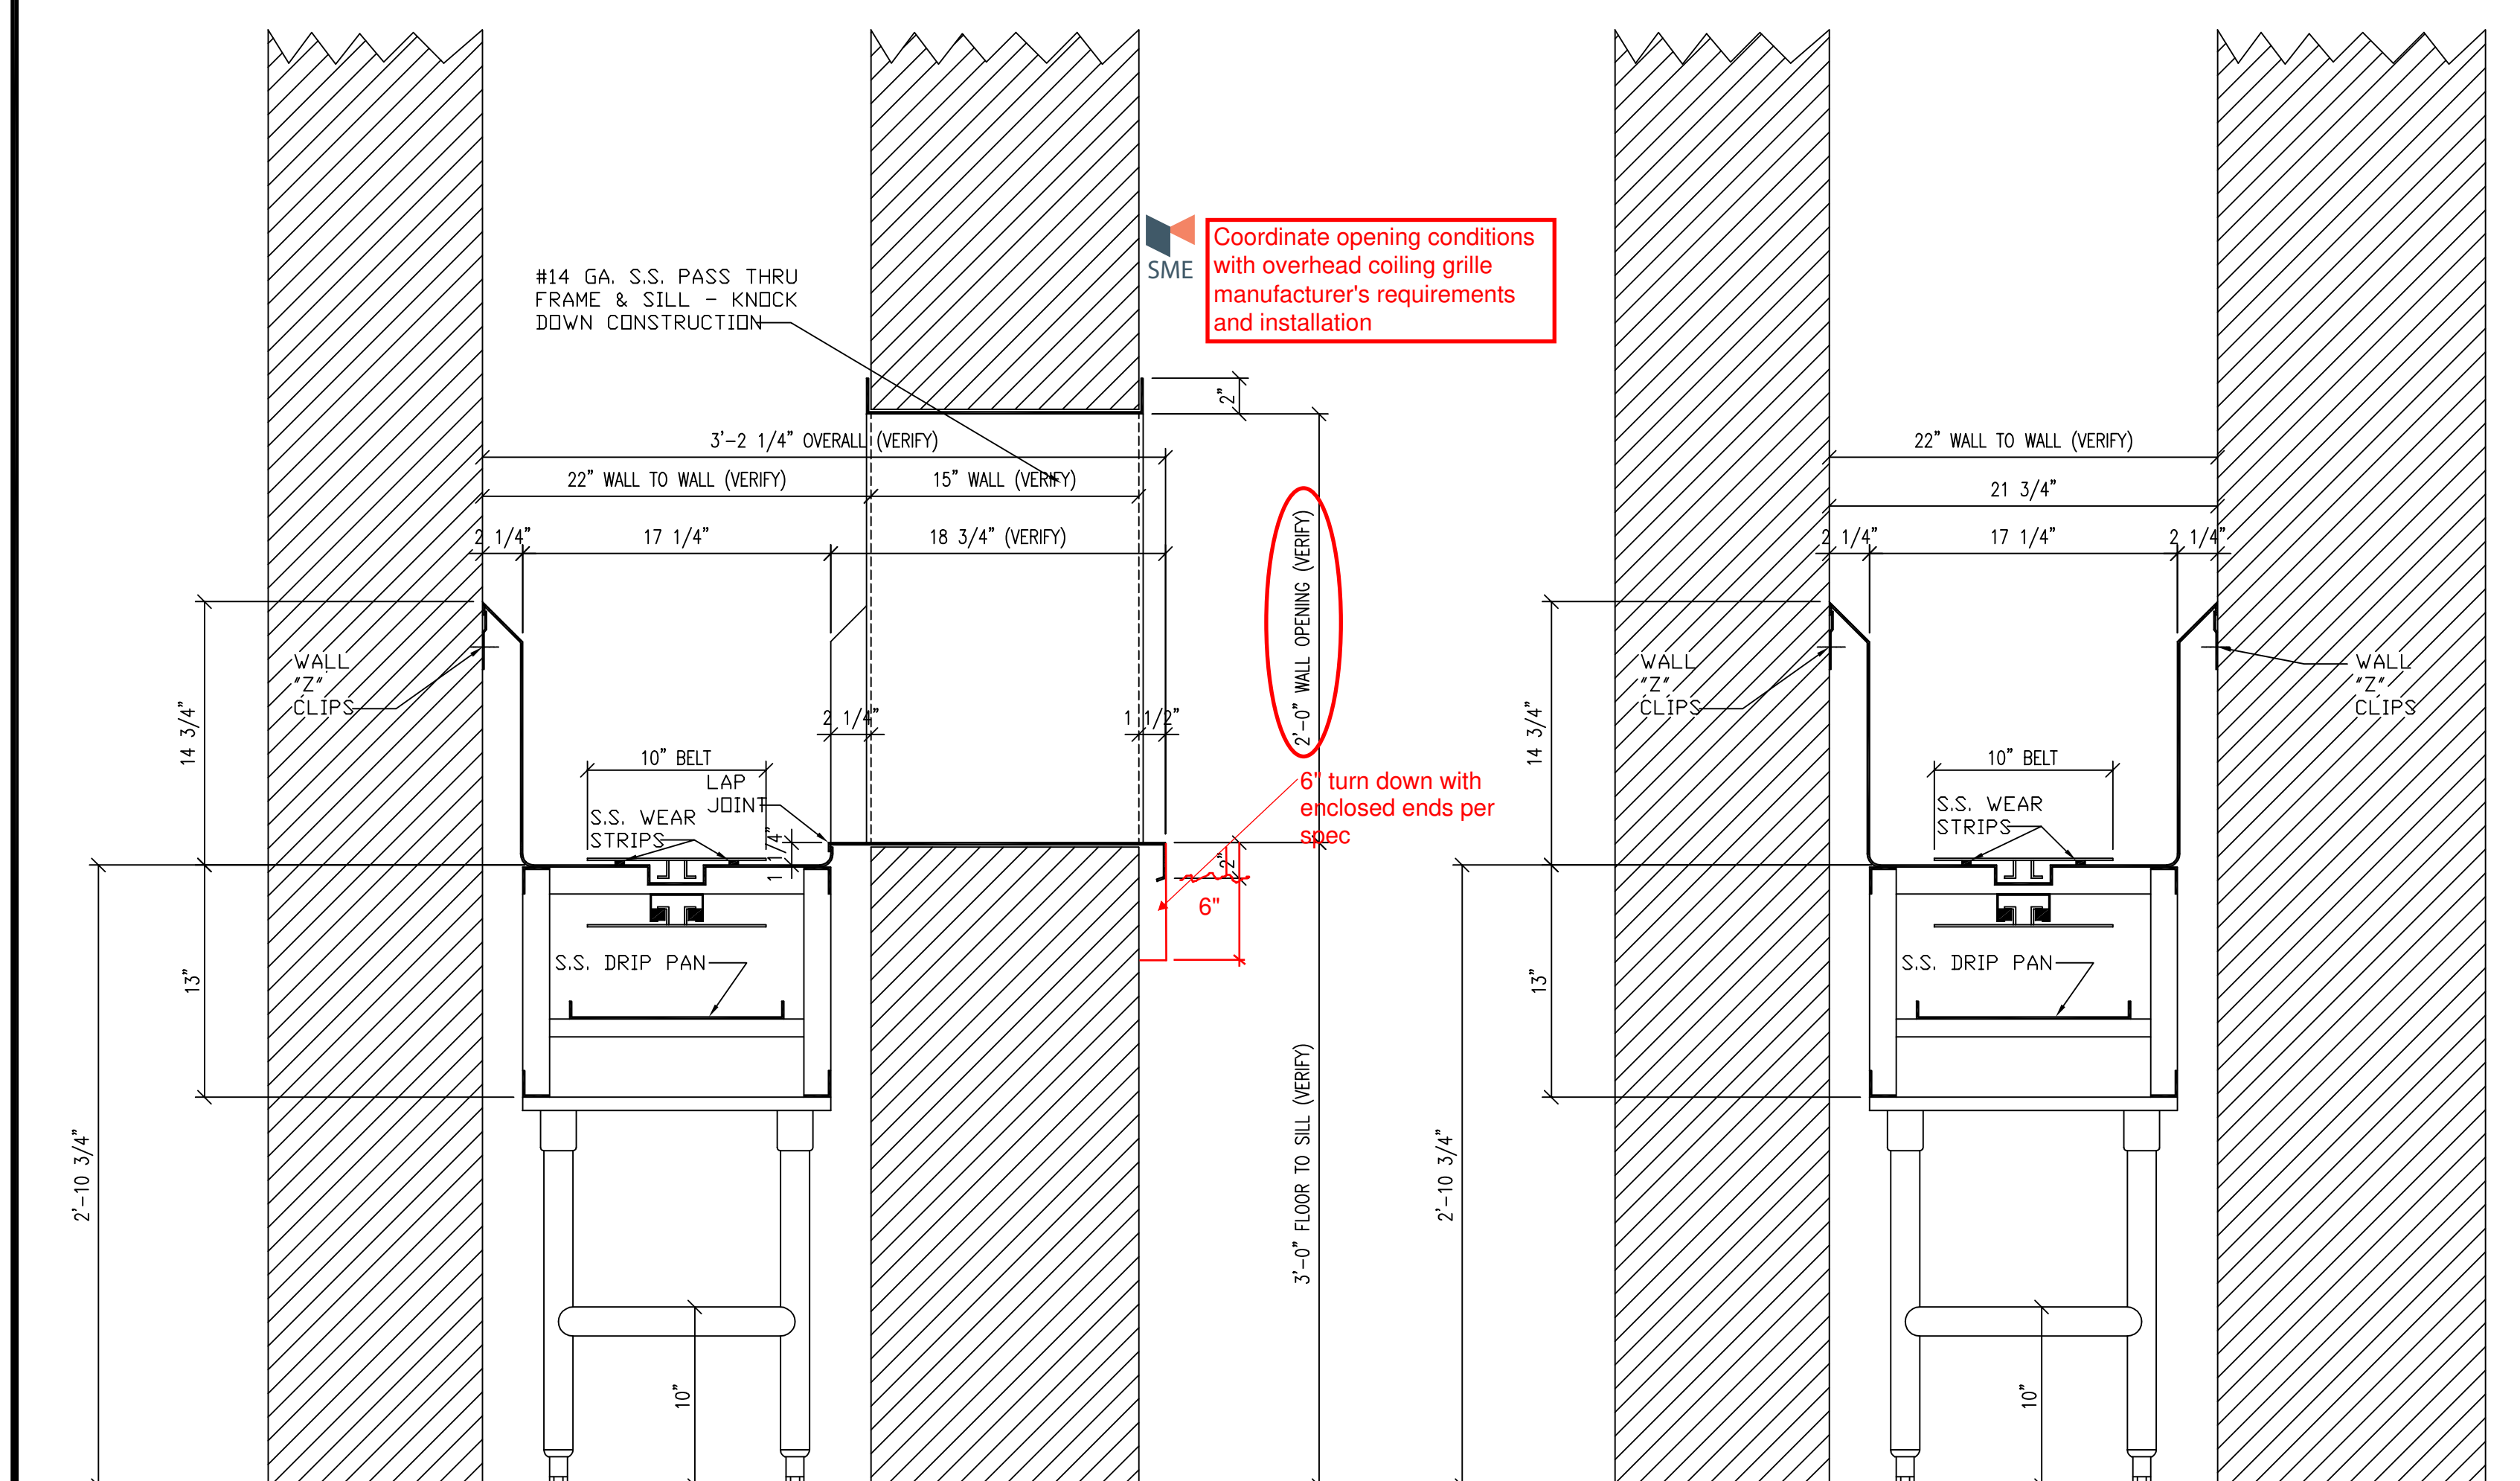 #14 GA. S.S. PASS THRU
FRAME & SILL - KNOCK
DOWN CONSTRUCTION
SME
Coordinate opening conditions
with overhead coiling grille
manufacturer's requirements
and installation
2"
3'-2 1/4" OVERALL (VERIFY)
22" WALL TO WALL (VERIFY)
15" WALL (VERIFY)
2 1/4"
17 1/4"
18 3/4" (VERIFY)
2'-0" WALL OPENING (VERIFY)
WALL
"Z"
CLIPS
14 3/4"
2 1/4"
1 1/2"
10" BELT
LAP
JOINT
S.S. WEAR
STRIPS
1 1/4"
6" turn down with
enclosed ends per
spec
2"
6"
S.S. DRIP PAN
13"
2'-10 3/4"
3'-0" FLOOR TO SILL (VERIFY)
10"
22" WALL TO WALL (VERIFY)
21 3/4"
2 1/4"
17 1/4"
2 1/4"
WALL
"Z"
CLIPS
WALL
"Z"
CLIPS
14 3/4"
10" BELT
S.S. WEAR
STRIPS
S.S. DRIP PAN
13"
2'-10 3/4"
10"